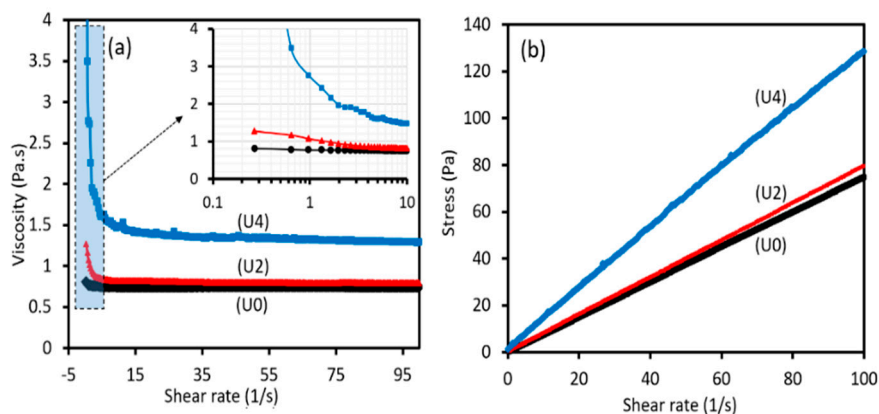 (a)
Viscosity (Pa.s)
4
3.5
3
2.5
2
1.5
1
0.5
0
-5 15 35 55 75 95
Shear rate (1/s)
4
3
2
1
0
0.1 1 10
(U4)
(U2)
(U0)
(b)
Stress (Pa)
140
120
100
80
60
40
20
0
0 20 40 60 80 100
Shear rate (1/s)
(U4)
(U2)
(U0)